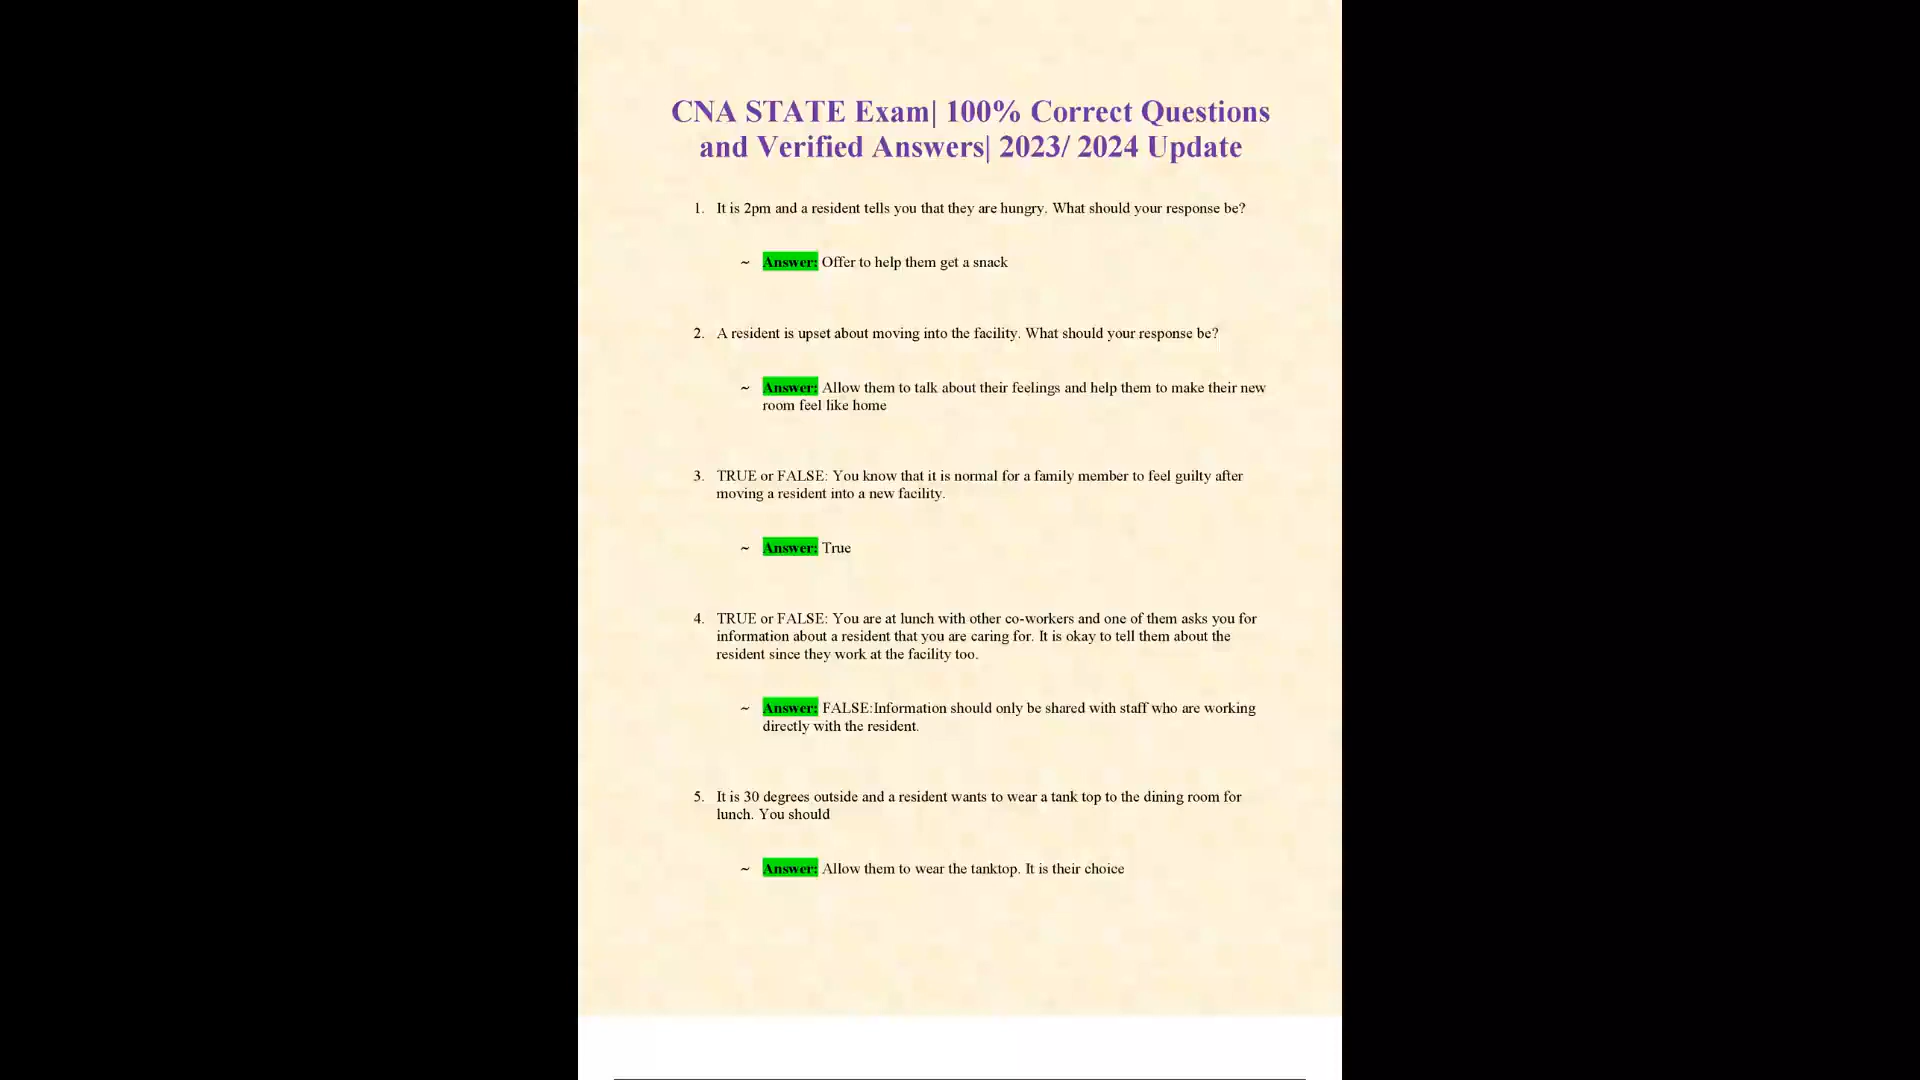 CNA STATE Exam| 100% Correct Questions
and Verified Answers| 2023/ 2024 Update
1. It is 2pm and a resident tells you that they are hungry. What should your response be?
~ Answer: Offer to help them get a snack
2. A resident is upset about moving into the facility. What should your response be?
~ Answer: Allow them to talk about their feelings and help them to make their new
room feel like home
3. TRUE or FALSE: You know that it is normal for a family member to feel guilty after
moving a resident into a new facility.
~ Answer: True
4. TRUE or FALSE: You are at lunch with other co-workers and one of them asks you for
information about a resident that you are caring for. It is okay to tell them about the
resident since they work at the facility too.
~ Answer: FALSE:Information should only be shared with staff who are working
directly with the resident.
5. It is 30 degrees outside and a resident wants to wear a tank top to the dining room for
lunch. You should
~ Answer: Allow them to wear the tanktop. It is their choice